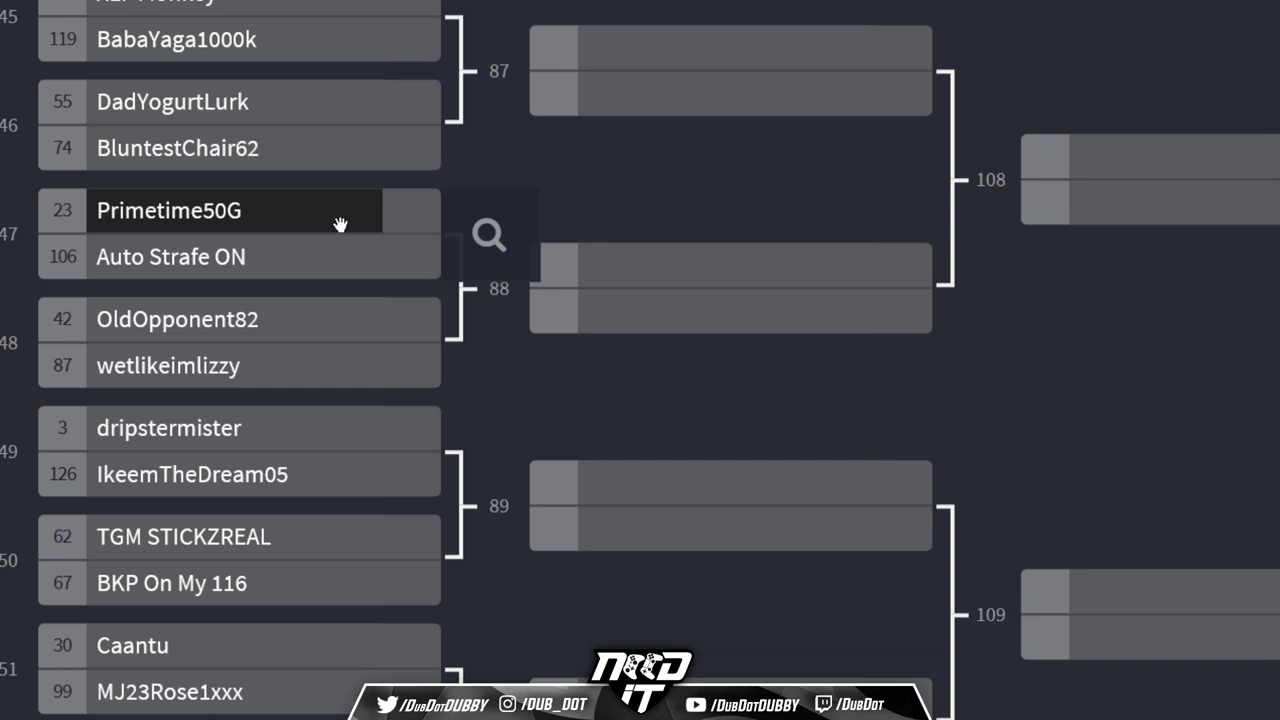 45
119 BabaYaga1000k
87
55 DadYogurtLurk
46
74 BluntestChair62
108
23 Primetime50G
47
106 Auto Strafe ON
88
42 OldOpponent82
48
87 wetlikeimlizzy
3 dripstermister
49
126 IkeemTheDream05
89
62 TGM STICKZREAL
50
67 BKP On My 116
109
30 Caantu
51
99 MJ23Rose1xxx
NEED
IT
/DubDotDUBBY /DUB_DOT /DubDotDUBBY /DubDot